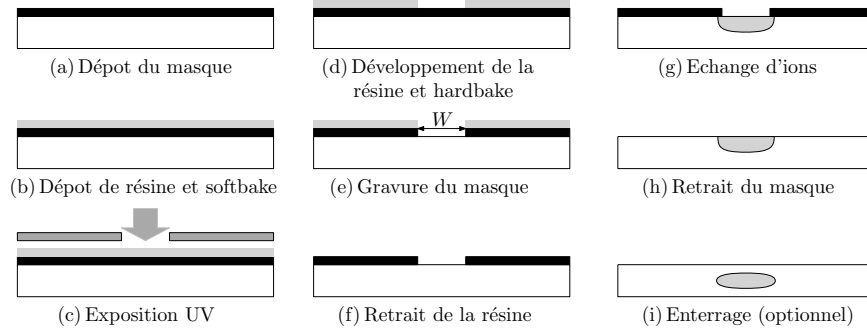 (a) Dépot du masque
(b) Dépot de résine et softbake
(c) Exposition UV
(d) Développement de la
résine et hardbake
W
(e) Gravure du masque
(f) Retrait de la résine
(g) Echange d'ions
(h) Retrait du masque
(i) Enterrage (optionnel)